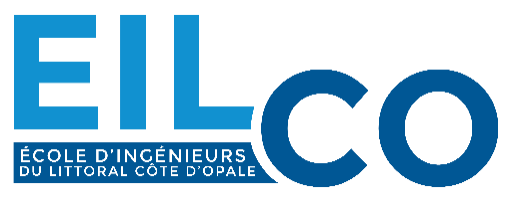 EILCO
ÉCOLE D'INGÉNIEURS
DU LITTORAL CÔTE D'OPALE